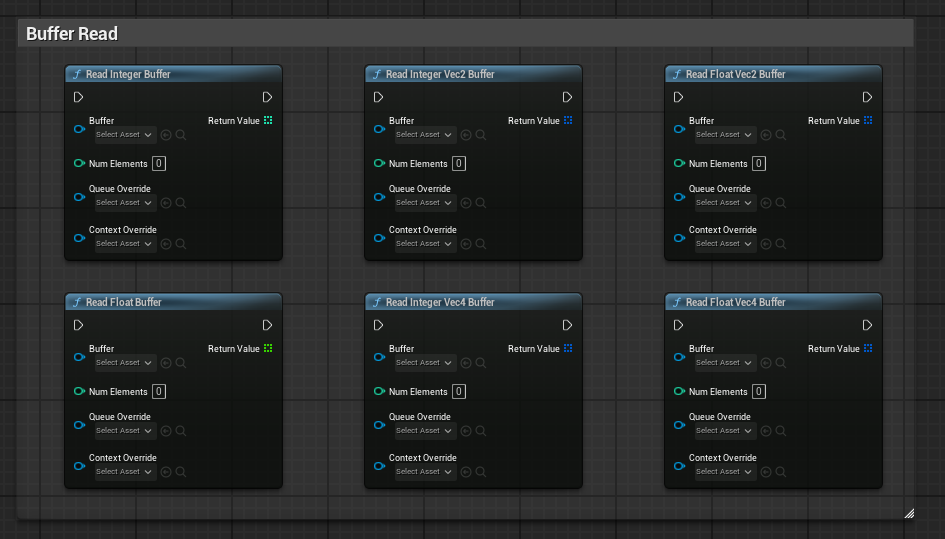 Buffer Read
f Read Integer Buffer
Buffer
Return Value
Select Asset
Num Elements 0
Queue Override
Select Asset
Context Override
Select Asset
f Read Integer Vec2 Buffer
Buffer
Return Value
Select Asset
Num Elements 0
Queue Override
Select Asset
Context Override
Select Asset
f Read Float Vec2 Buffer
Buffer
Return Value
Select Asset
Num Elements 0
Queue Override
Select Asset
Context Override
Select Asset
f Read Float Buffer
Buffer
Return Value
Select Asset
Num Elements 0
Queue Override
Select Asset
Context Override
Select Asset
f Read Integer Vec4 Buffer
Buffer
Return Value
Select Asset
Num Elements 0
Queue Override
Select Asset
Context Override
Select Asset
f Read Float Vec4 Buffer
Buffer
Return Value
Select Asset
Num Elements 0
Queue Override
Select Asset
Context Override
Select Asset